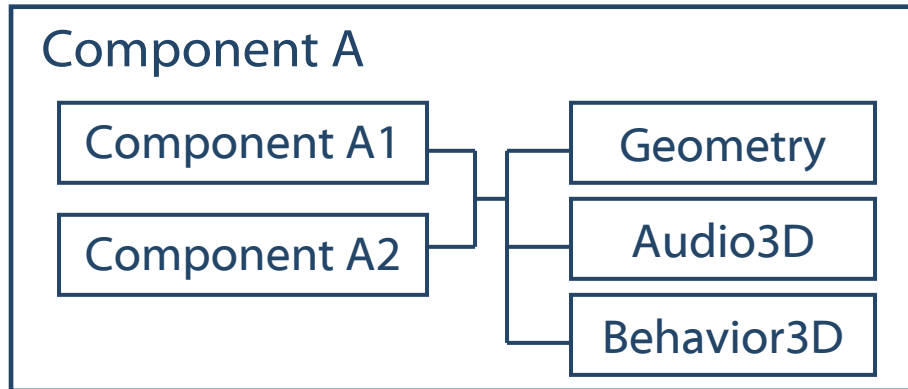 Component A
Component A1
Geometry
Component A2
Audio3D
Behavior3D